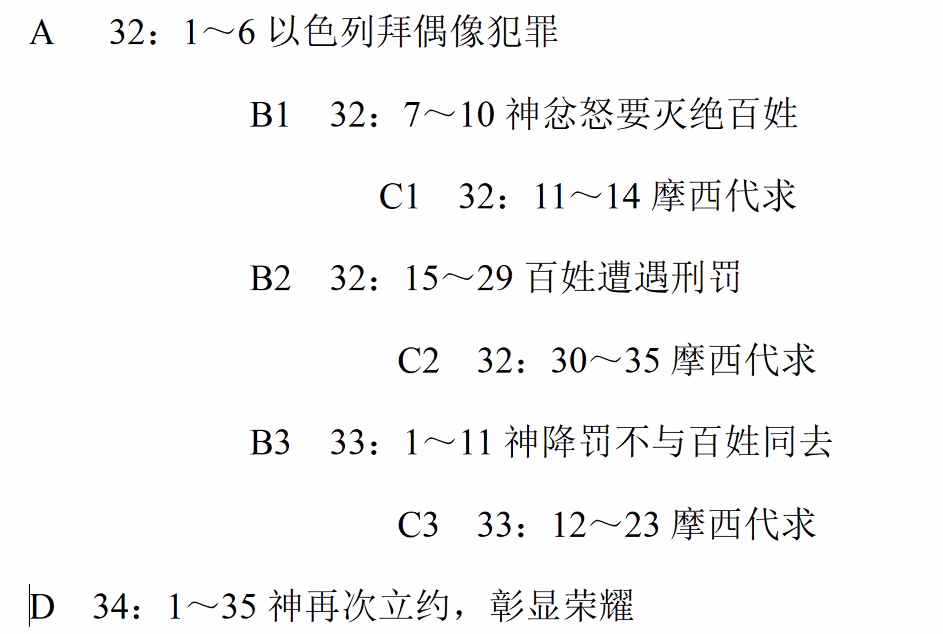 A 32：1～6 以色列拜偶像犯罪
B1 32：7～10 神忿怒要灭绝百姓
C1 32：11～14 摩西代求
B2 32：15～29 百姓遭遇刑罚
C2 32：30～35 摩西代求
B3 33：1～11 神降罚不与百姓同去
C3 33：12～23 摩西代求
D 34：1～35 神再次立约，彰显荣耀